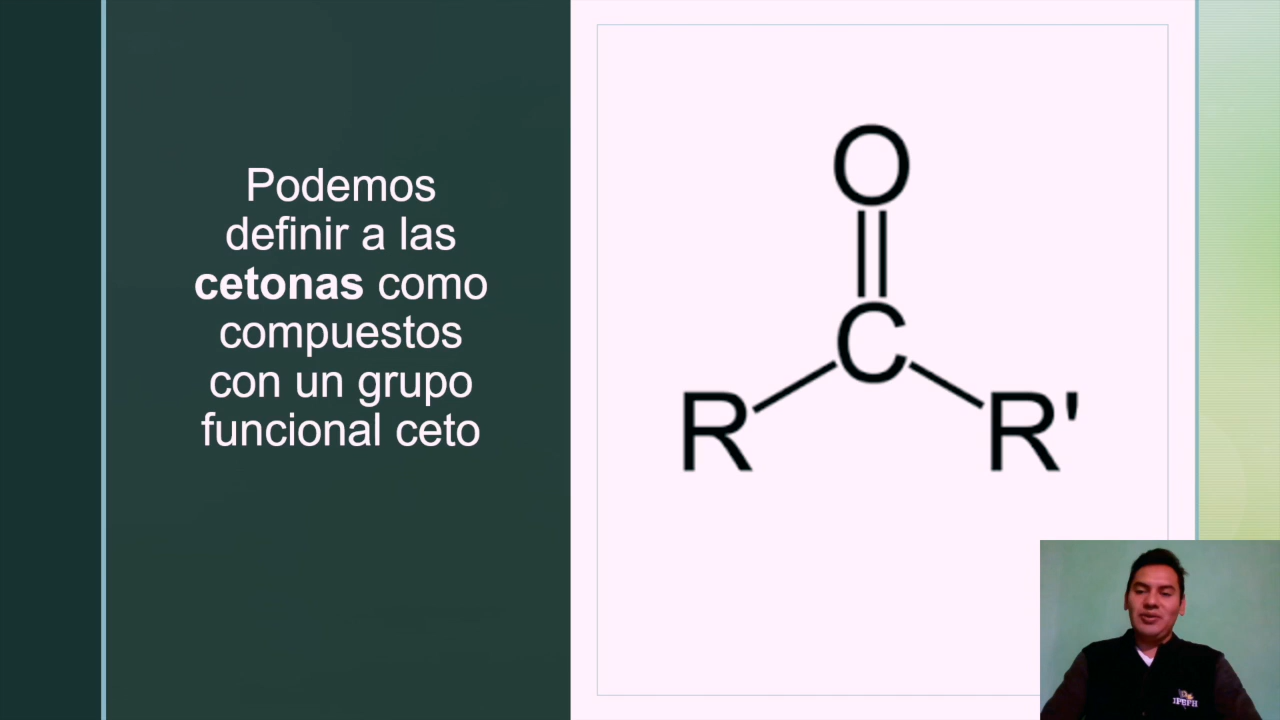 Podemos
definir a las
cetonas como
compuestos
con un grupo
funcional ceto
O
C
R R'